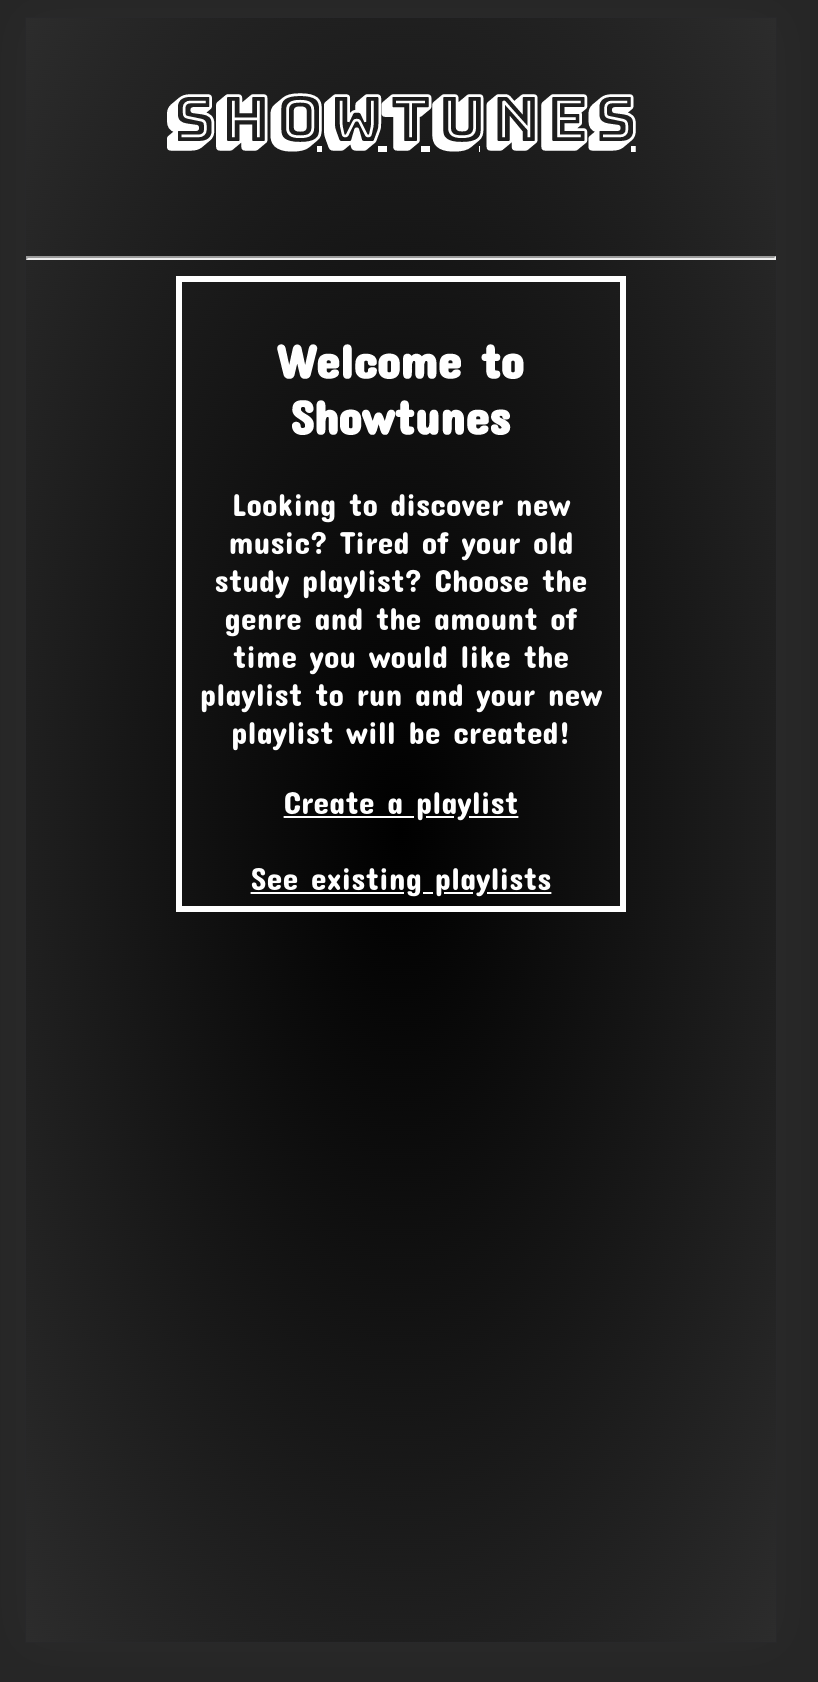 SHOWTUNES
Welcome to
Showtunes
Looking to discover new
music? Tired of your old
study playlist? Choose the
genre and the amount of
time you would like the
playlist to run and your new
playlist will be created!
Create a playlist
See existing playlists